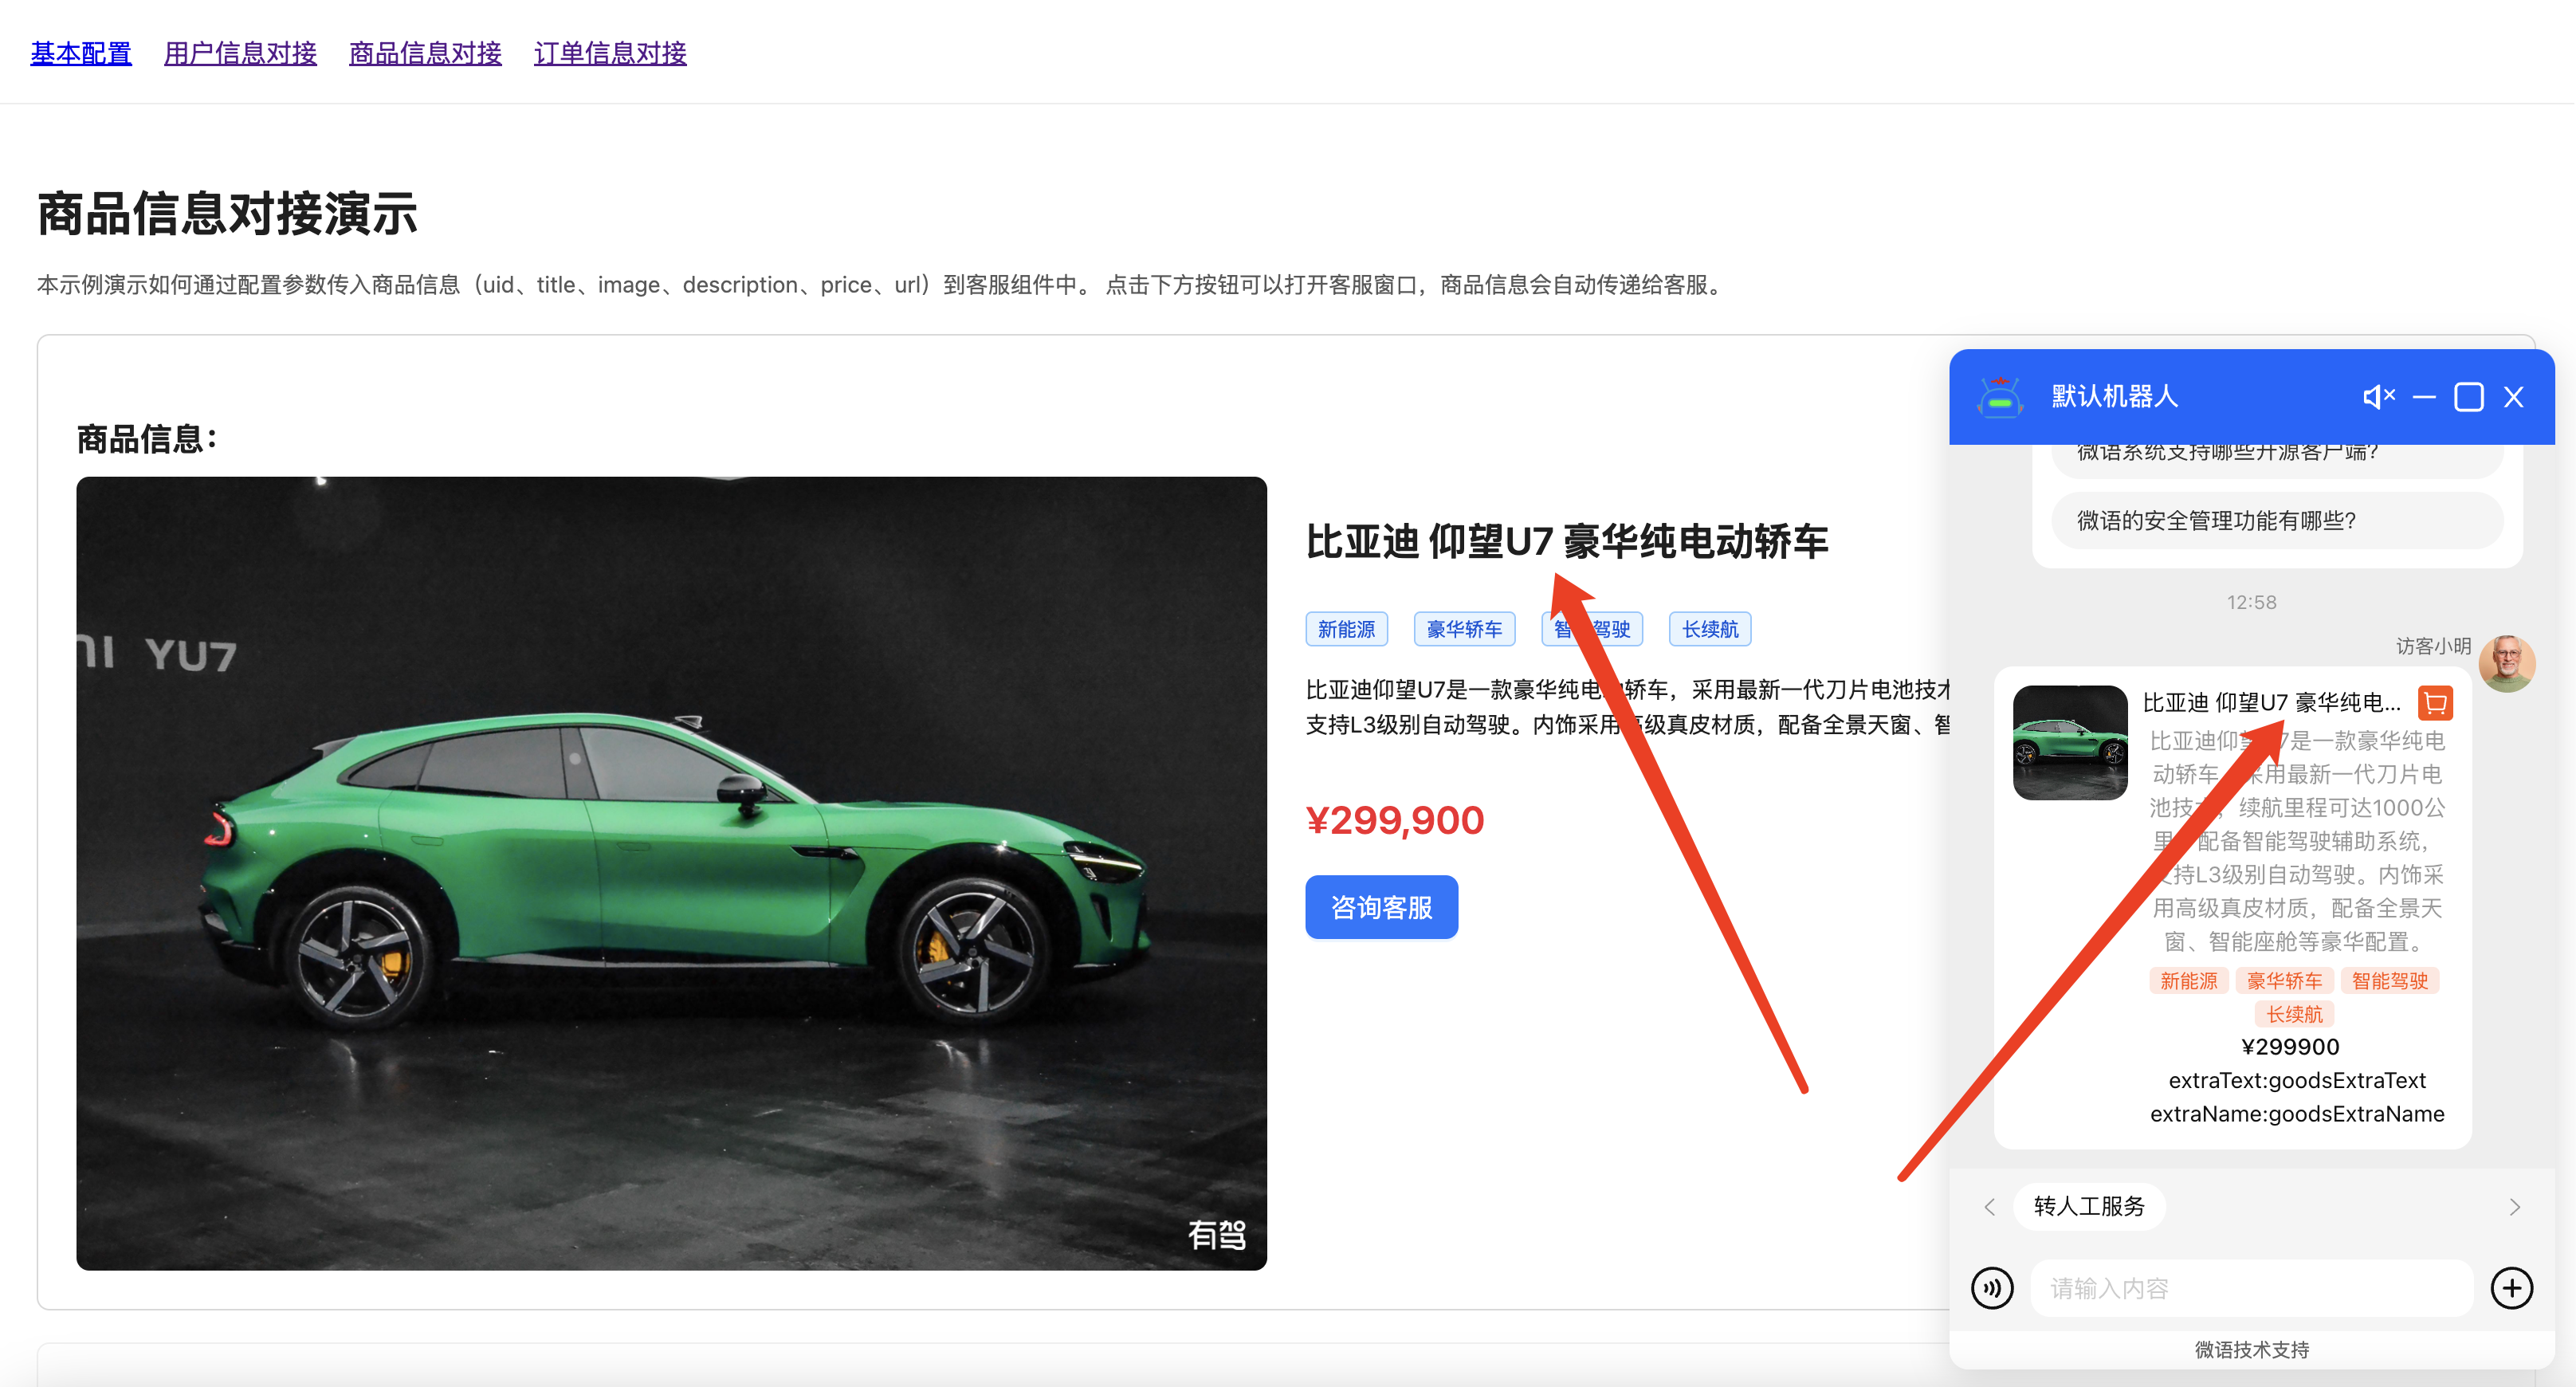 基本配置 用户信息对接 商品信息对接 订单信息对接
商品信息对接演示
本示例演示如何通过配置参数传入商品信息（uid、title、image、description、price、url）到客服组件中。 点击下方按钮可以打开客服窗口，商品信息会自动传递给客服。
商品信息：
YU7
有驾
比亚迪 仰望U7 豪华纯电动轿车
新能源 豪华轿车 智能驾驶 长续航
比亚迪仰望U7是一款豪华纯电动轿车，采用最新一代刀片电池技术
支持L3级别自动驾驶。内饰采用高级真皮材质，配备全景天窗、智
¥299,900
咨询客服
默认机器人
微语系统支持哪些开源客户端?
微语的安全管理功能有哪些?
12:58
访客小明
比亚迪 仰望U7 豪华纯电...
比亚迪仰望U7是一款豪华纯电
动轿车，采用最新一代刀片电
池技术，续航里程可达1000公
里，配备智能驾驶辅助系统，
支持L3级别自动驾驶。内饰采
用高级真皮材质，配备全景天
窗、智能座舱等豪华配置。
新能源 豪华轿车 智能驾驶
长续航
¥299900
extraText:goodsExtraText
extraName:goodsExtraName
转人工服务
请输入内容
微语技术支持